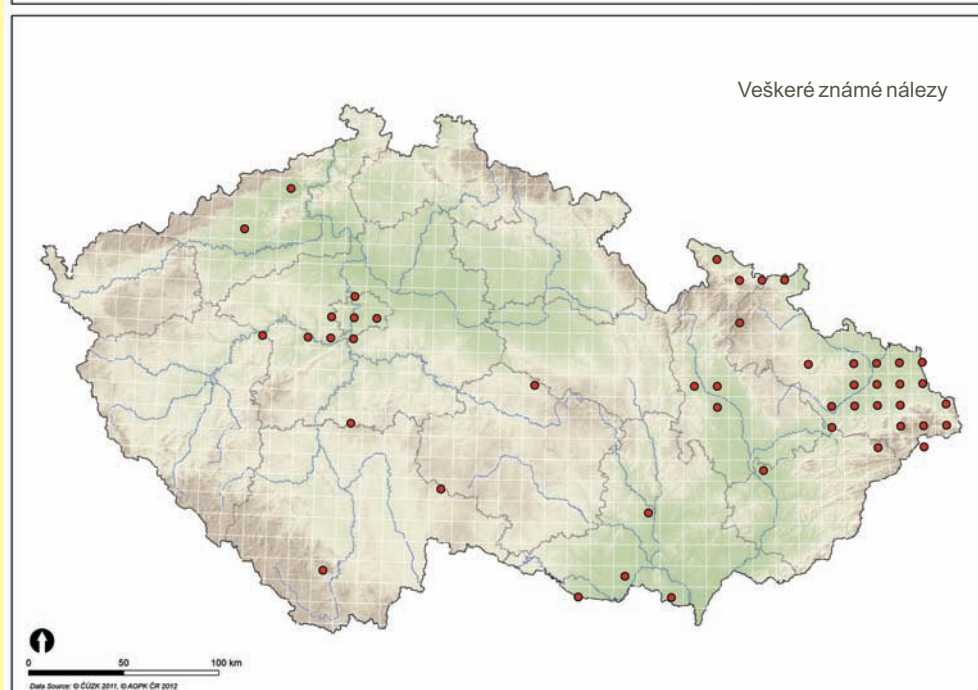 Veškeré známé nálezy
0 50 100 km
Data Source: © ČÚZK 2011, © AOPK ČR 2012